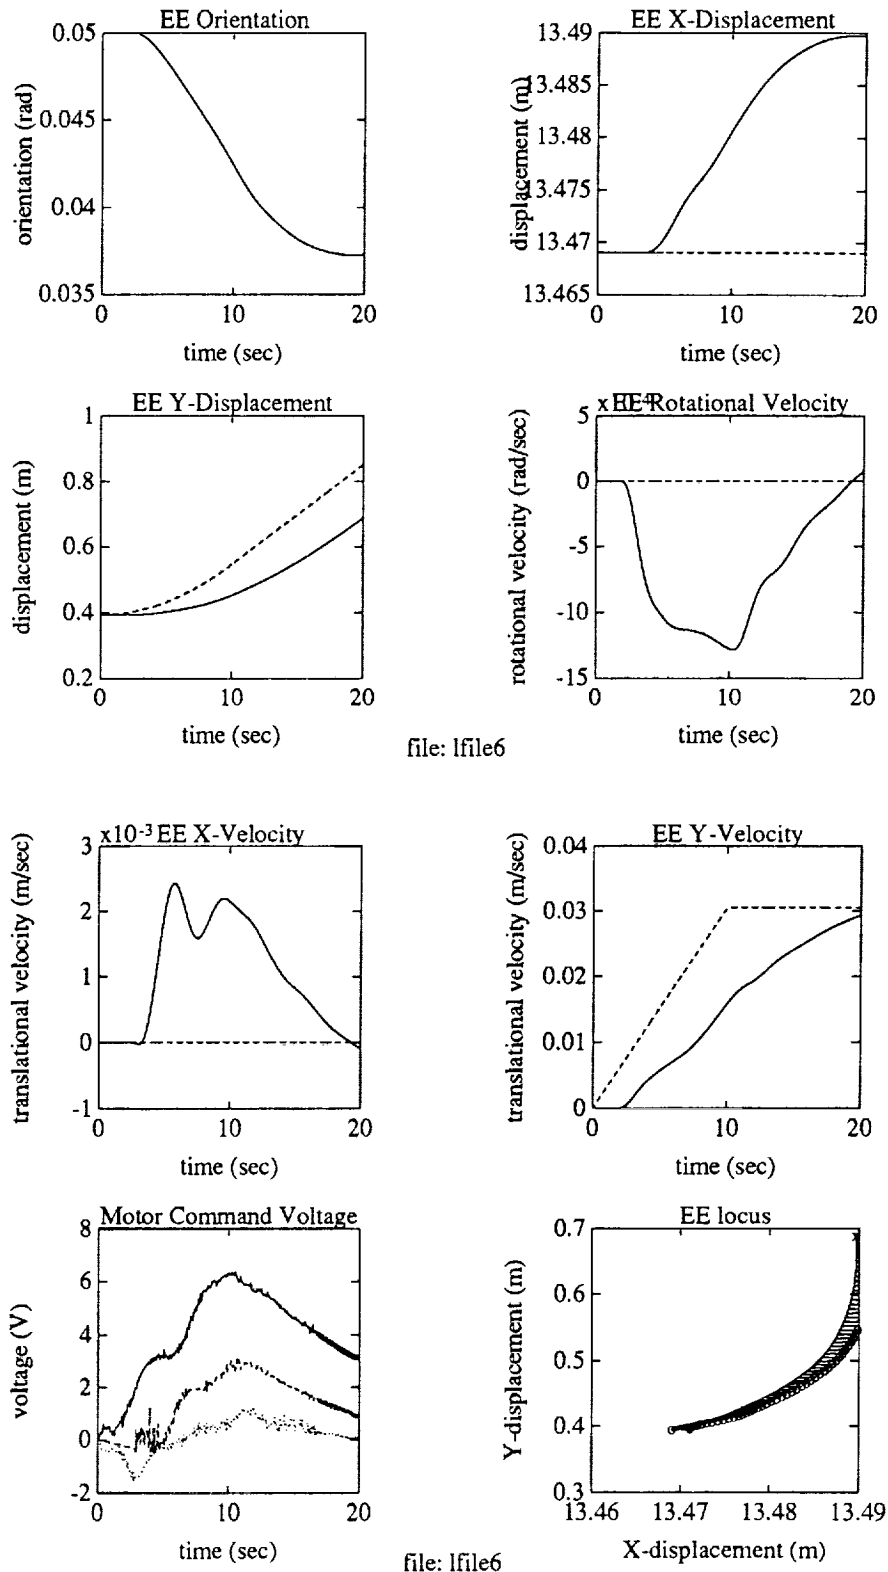 EE Orientation
0.05
0.045
0.04
0.035
orientation (rad)
0 10 20
time (sec)
EE X-Displacement
13.49
13.485
13.48
13.475
13.47
13.465
displacement (m)
0 10 20
time (sec)
EE Y-Displacement
1
0.8
0.6
0.4
0.2
displacement (m)
0 10 20
time (sec)
x10-4
EE Rotational Velocity
5
0
-5
-10
-15
rotational velocity (rad/sec)
0 10 20
time (sec)
file: lfile6
x10-3 EE X-Velocity
3
2
1
0
-1
translational velocity (m/sec)
0 10 20
time (sec)
EE Y-Velocity
0.04
0.03
0.02
0.01
0
translational velocity (m/sec)
0 10 20
time (sec)
Motor Command Voltage
8
6
4
2
0
-2
voltage (V)
0 10 20
time (sec)
EE locus
0.7
0.6
0.5
0.4
0.3
Y-displacement (m)
13.46 13.47 13.48 13.49
X-displacement (m)
file: lfile6